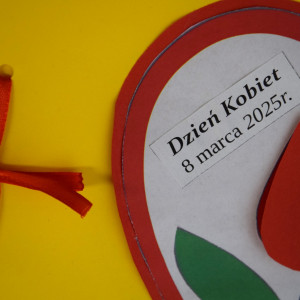 Dzień Kobiet
8 marca 2025r.